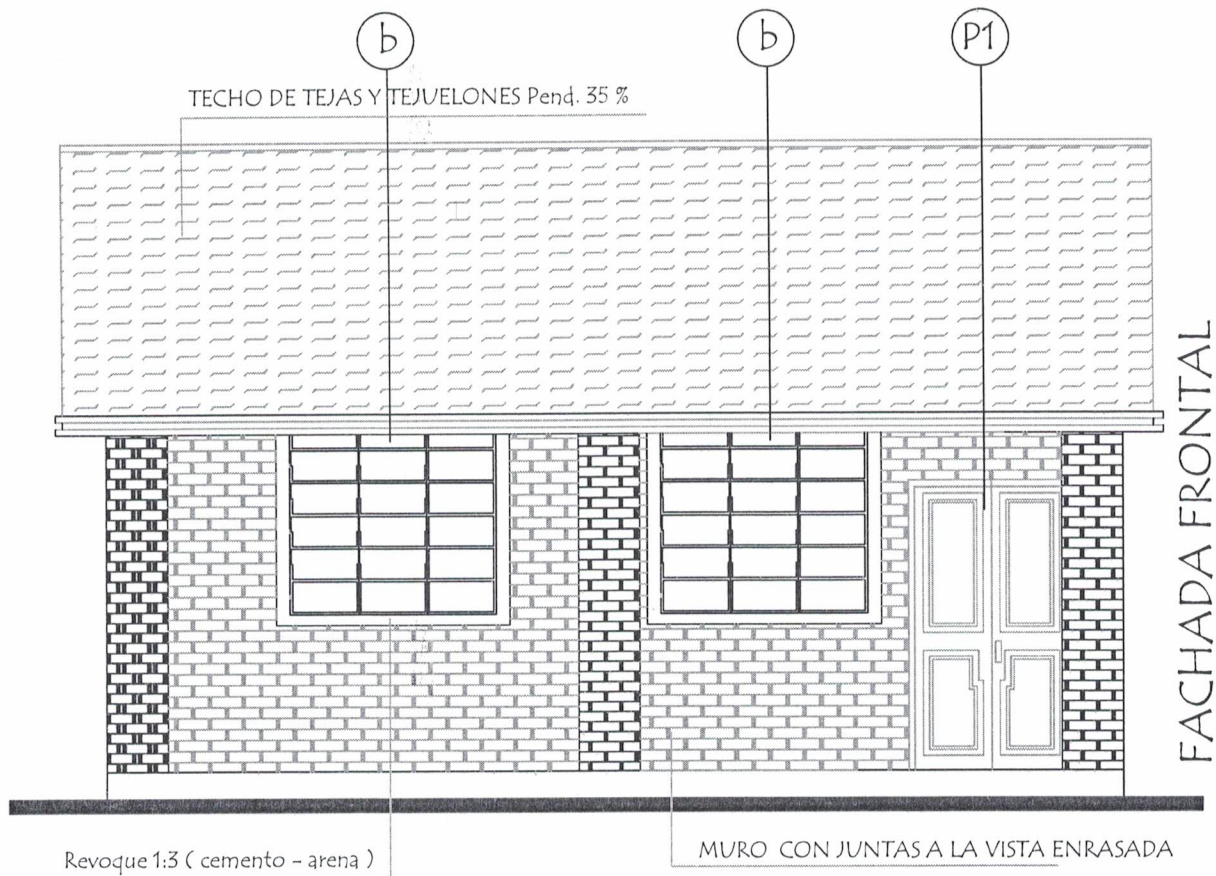 b
b
P1
TECHO DE TEJAS Y TEJUELONES Pend. 35 %
FACHADA FRONTAL
Revoque 1:3 ( cemento - arena )
MURO CON JUNTAS A LA VISTA ENRASADA